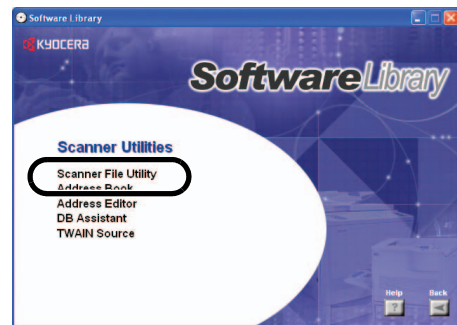 Software Library
KYOCERA
SoftwareLibrary
Scanner Utilities
Scanner File Utility
Address Book
Address Editor
DB Assistant
TWAIN Source
Help Back
?